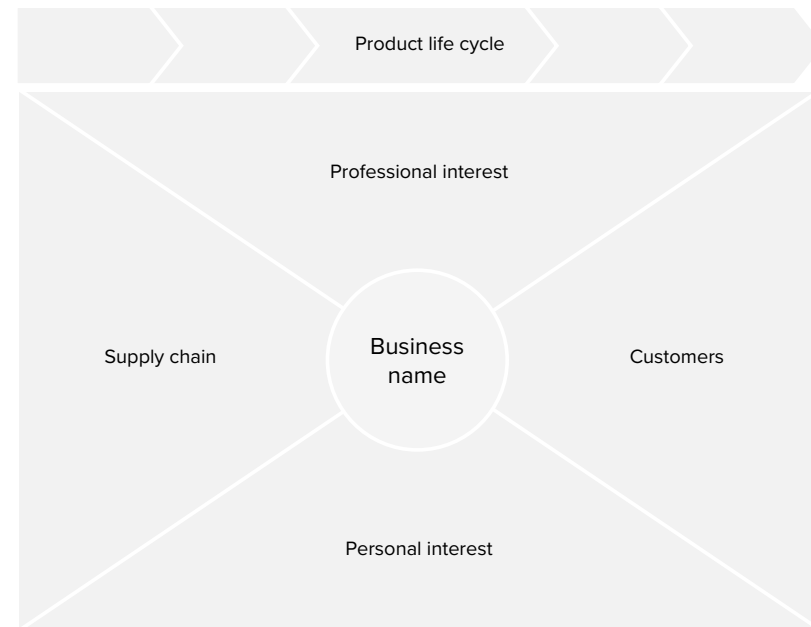 Product life cycle
Professional interest
Supply chain
Business
name
Customers
Personal interest